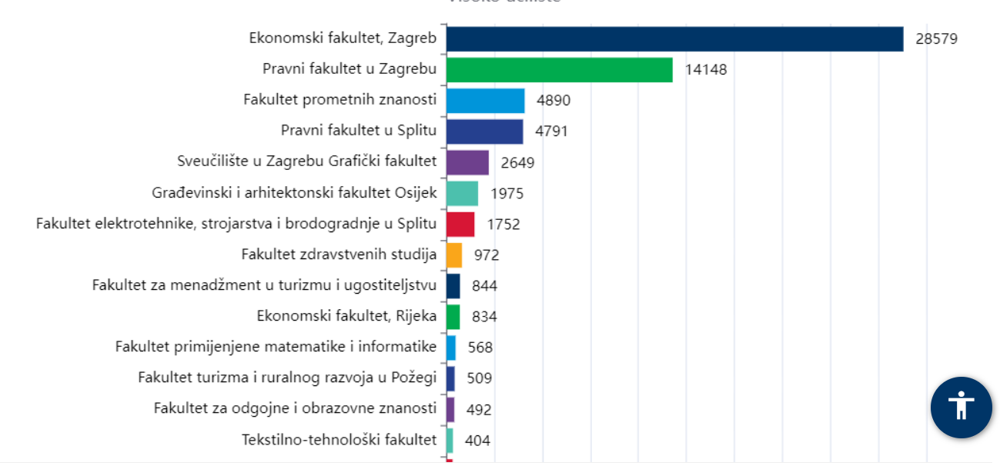 Visoko učilište
Ekonomski fakultet, Zagreb 28579
Pravni fakultet u Zagrebu 14148
Fakultet prometnih znanosti 4890
Pravni fakultet u Splitu 4791
Sveučilište u Zagrebu Grafički fakultet 2649
Građevinski i arhitektonski fakultet Osijek 1975
Fakultet elektrotehnike, strojarstva i brodogradnje u Splitu 1752
Fakultet zdravstvenih studija 972
Fakultet za menadžment u turizmu i ugostiteljstvu 844
Ekonomski fakultet, Rijeka 834
Fakultet primijenjene matematike i informatike 568
Fakultet turizma i ruralnog razvoja u Požegi 509
Fakultet za odgojne i obrazovne znanosti 492
Tekstilno-tehnološki fakultet 404